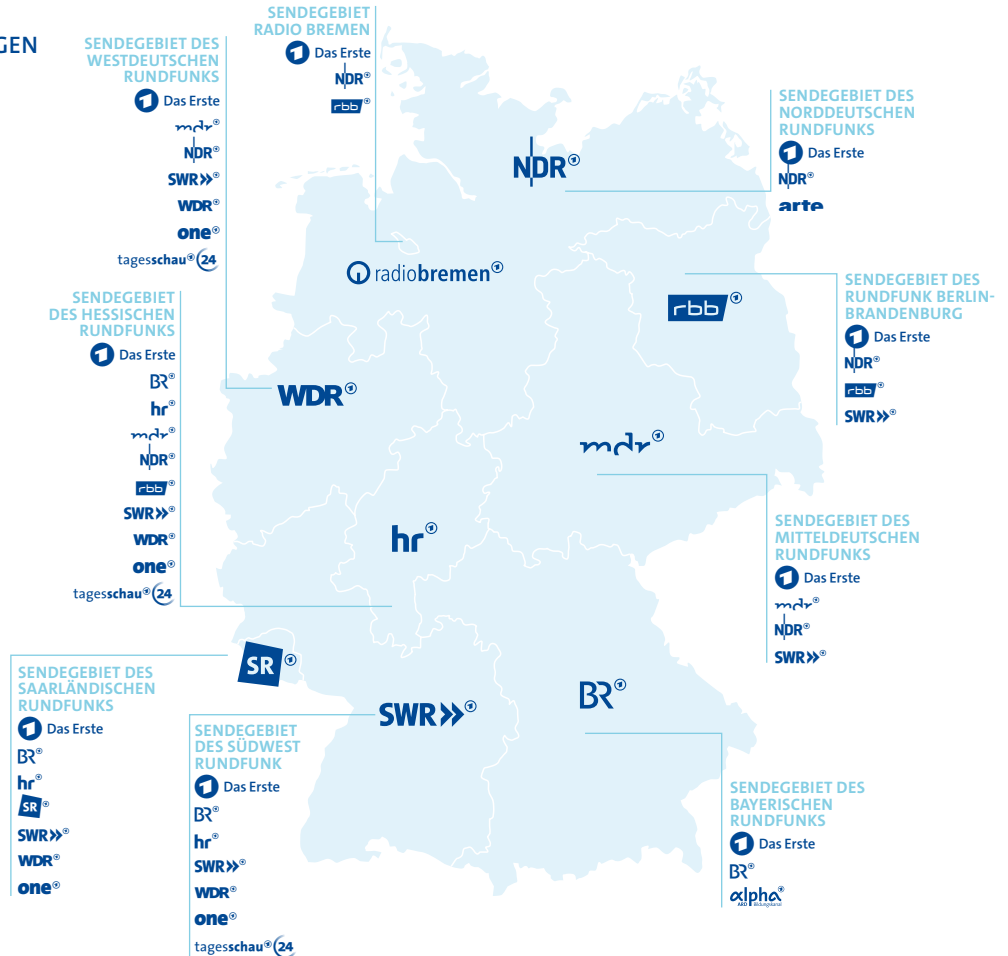 GEN
SENDEGEBIET DES
WESTDEUTSCHEN
RUNDFUNKS
Das Erste
mdr
NDR
SWR»
WDR
one
tagesschau 24
SENDEGEBIET
RADIO BREMEN
Das Erste
NDR
rbb
SENDEGEBIET DES
NORDDEUTSCHEN
RUNDFUNKS
Das Erste
NDR
arte
NDR
radiobremen
rbb
SENDEGEBIET DES
RUNDFUNK BERLIN-
BRANDENBURG
Das Erste
NDR
rbb
SWR»
SENDEGEBIET
DES HESSISCHEN
RUNDFUNKS
Das Erste
BR
hr
mdr
NDR
rbb
SWR»
WDR
one
tagesschau 24
WDR
mdr
hr
SENDEGEBIET DES
MITTELDEUTSCHEN
RUNDFUNKS
Das Erste
mdr
NDR
SWR»
SR
SWR»
BR
SENDEGEBIET DES
SAARLÄNDISCHEN
RUNDFUNKS
Das Erste
BR
hr
SR
SWR»
WDR
one
SENDEGEBIET
DES SÜDWEST
RUNDFUNK
Das Erste
BR
hr
SWR»
WDR
one
tagesschau 24
SENDEGEBIET DES
BAYERISCHEN
RUNDFUNKS
Das Erste
BR
alpha
ARD Bildungskanal